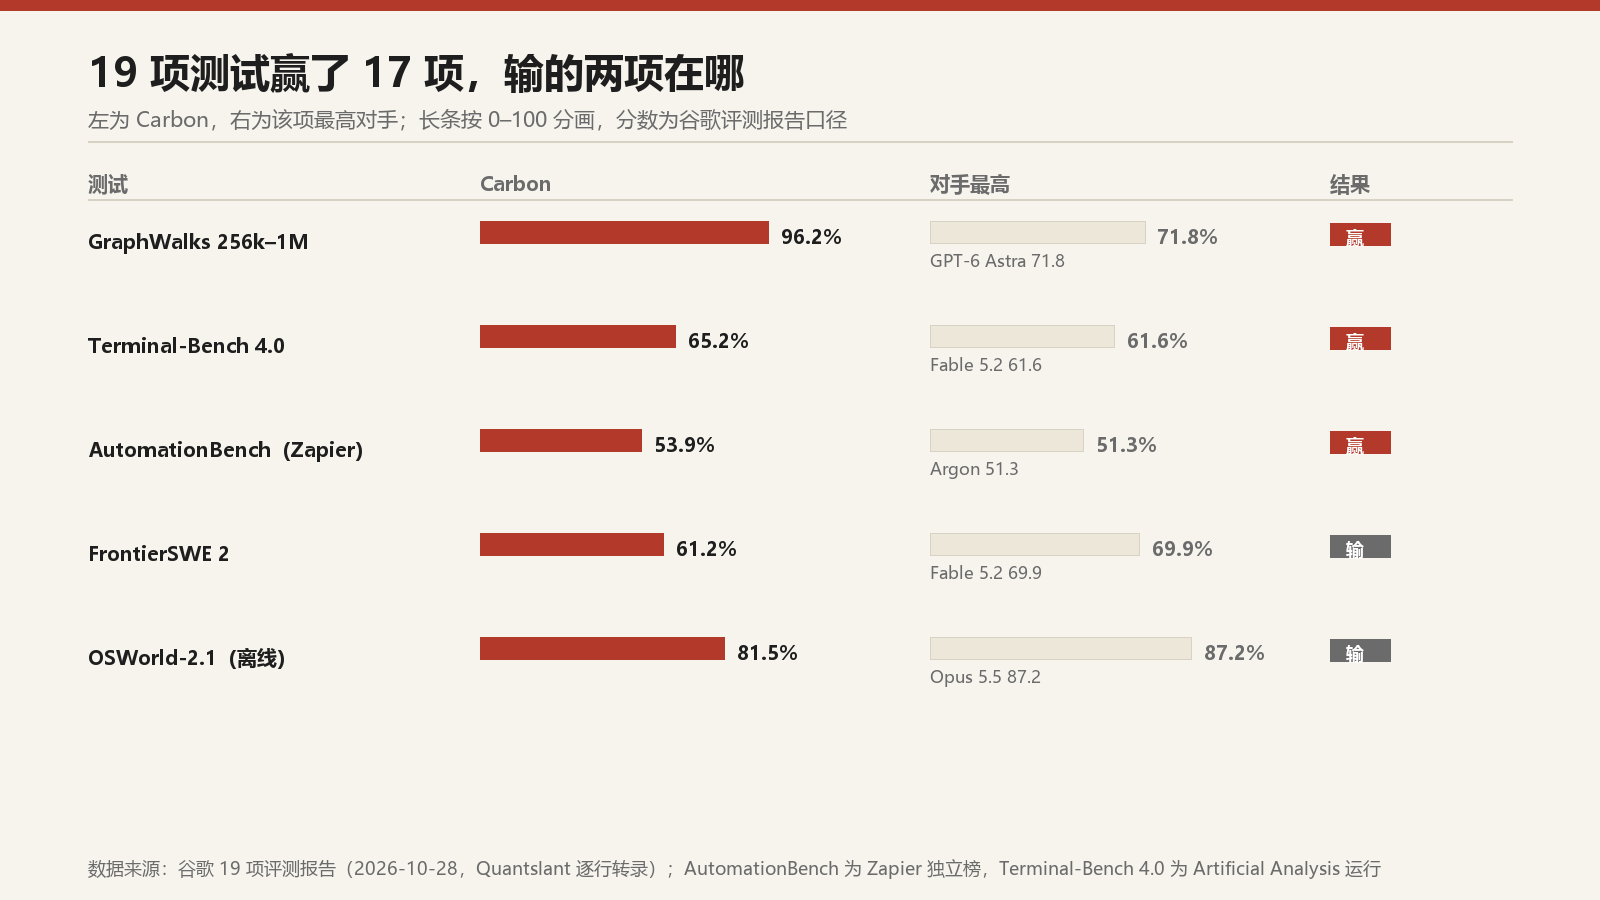 19 项测试赢了 17 项，输的两项在哪
左为 Carbon，右为该项最高对手；长条按 0–100 分画，分数为谷歌评测报告口径
测试 Carbon 对手最高 结果
GraphWalks 256k–1M 96.2% 71.8% 赢
GPT-6 Astra 71.8
Terminal-Bench 4.0 65.2% 61.6% 赢
Fable 5.2 61.6
AutomationBench（Zapier） 53.9% 51.3% 赢
Argon 51.3
FrontierSWE 2 61.2% 69.9% 输
Fable 5.2 69.9
OSWorld-2.1（离线） 81.5% 87.2% 输
Opus 5.5 87.2
数据来源：谷歌 19 项评测报告（2026-10-28，Quantslant 逐行转录）；AutomationBench 为 Zapier 独立榜，Terminal-Bench 4.0 为 Artificial Analysis 运行